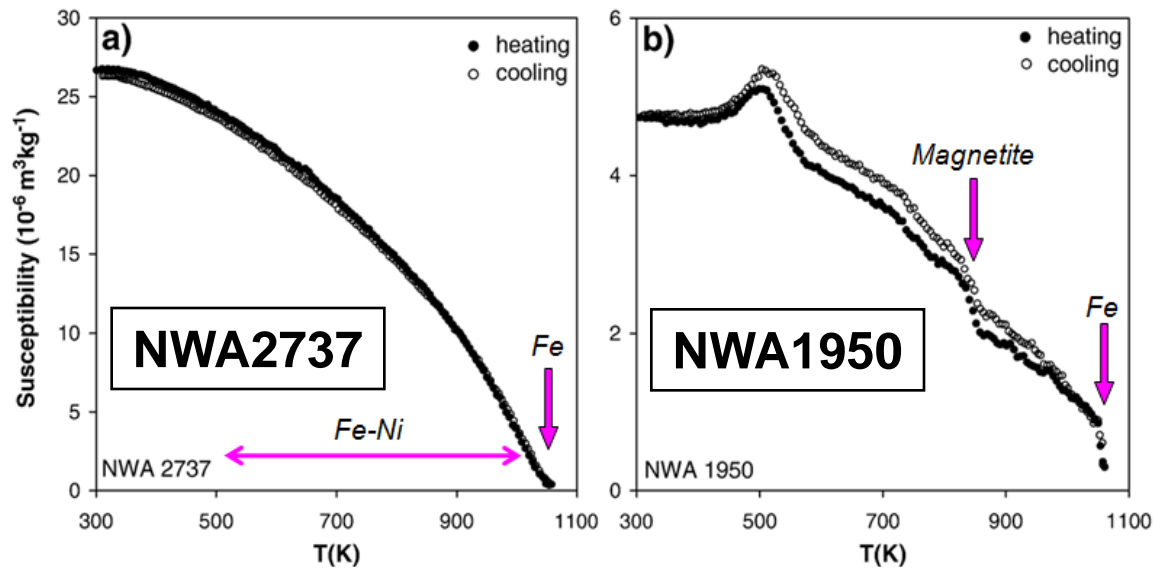 Susceptibility (10⁻⁶ m³kg⁻¹)
30
25
20
15
10
5
0
a)
heating
cooling
NWA2737
Fe
Fe-Ni
NWA 2737
300
500
700
900
1100
T(K)
6
4
2
0
b)
heating
cooling
Magnetite
Fe
NWA1950
NWA 1950
300
500
700
900
1100
T(K)